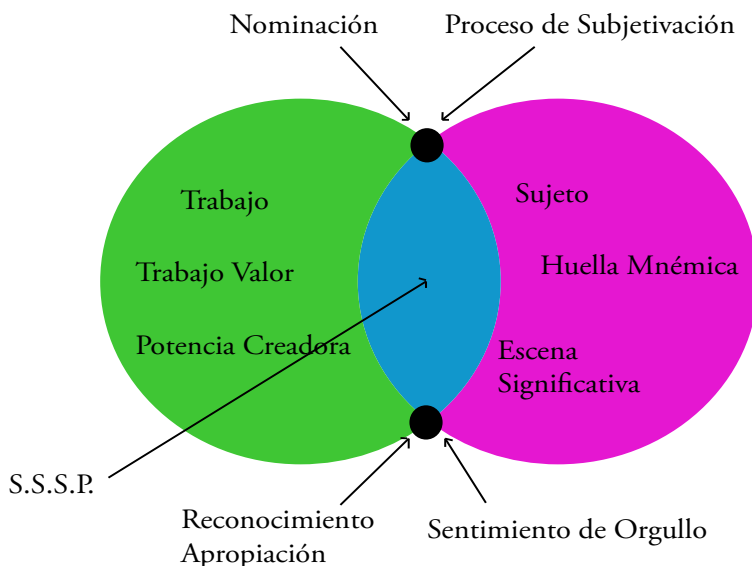 Nominación
Proceso de Subjetivación
Trabajo
Trabajo Valor
Potencia Creadora
Sujeto
Huella Mnémica
Escena
Significativa
S.S.S.P.
Reconocimiento
Apropiación
Sentimiento de Orgullo